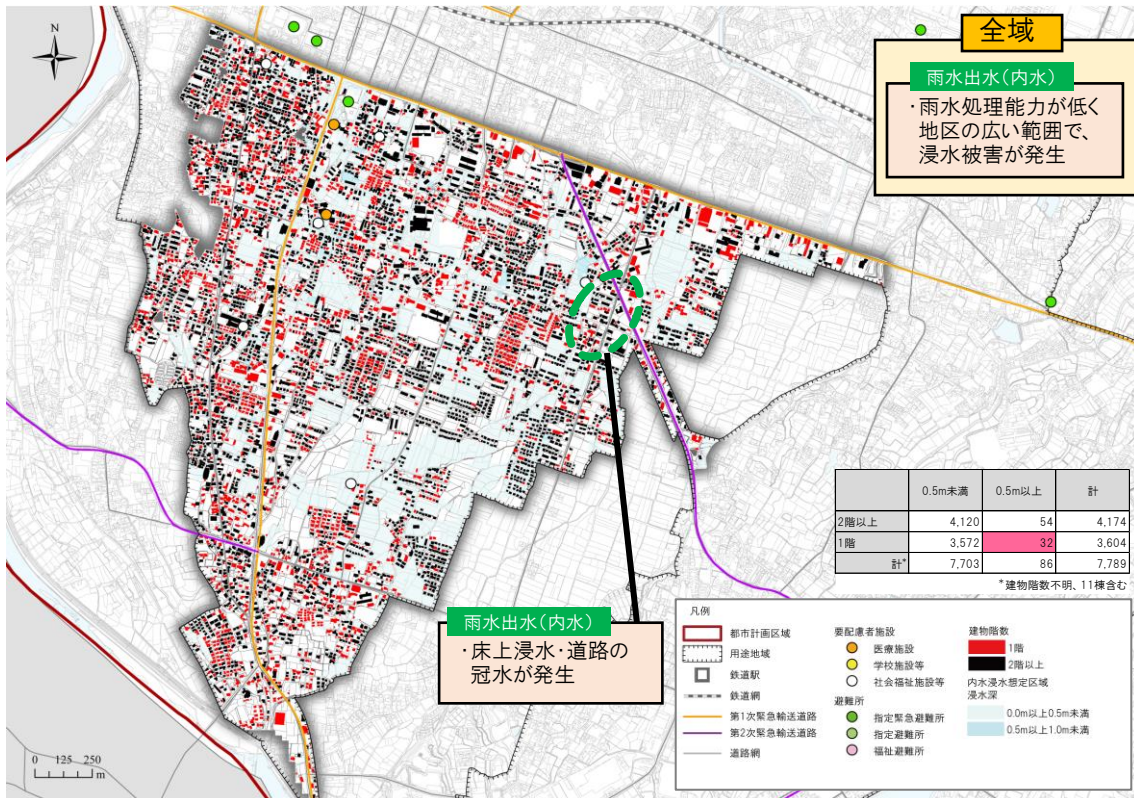 N
全域
雨水出水(内水)
・雨水処理能力が低く
地区の広い範囲で、
浸水被害が発生
0.5m未満 0.5m以上 計
2階以上 4,120 54 4,174
1階 3,572 32 3,604
計* 7,703 86 7,789
*建物階数不明、11棟含む
雨水出水(内水)
・床上浸水・道路の
冠水が発生
凡例
都市計画区域
用途地域
鉄道駅
鉄道網
第1次緊急輸送道路
第2次緊急輸送道路
道路網
要配慮者施設
医療施設
学校施設等
社会福祉施設等
避難所
指定緊急避難所
指定避難所
福祉避難所
建物階数
1階
2階以上
内水浸水想定区域
浸水深
0.0m以上0.5m未満
0.5m以上1.0m未満
0 125 250
m